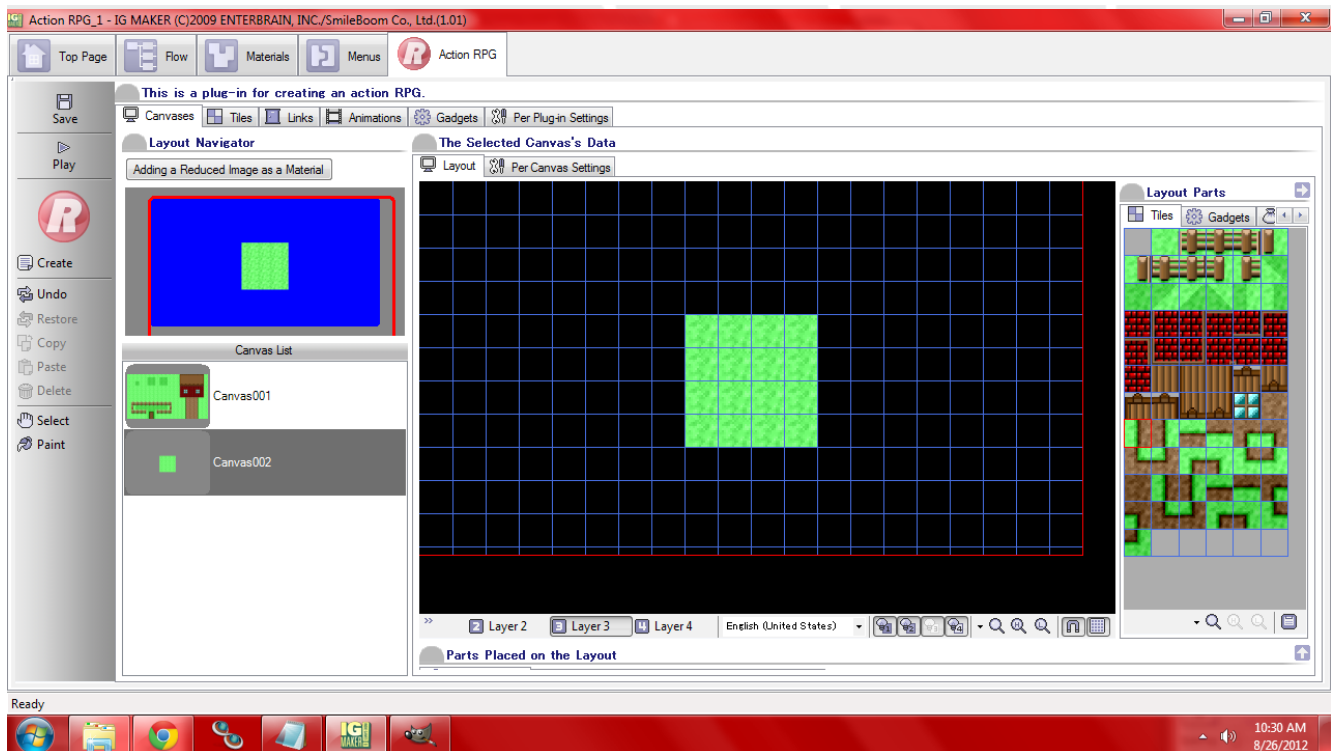 Action RPG_1 - IG MAKER (C)2009 ENTERBRAIN, INC./SmileBoom Co., Ltd.(1.01)
Top Page Flow Materials Menus Action RPG
This is a plug-in for creating an action RPG.
Save
Canvases Tiles Links Animations Gadgets Per Plug-in Settings
Layout Navigator
The Selected Canvas's Data
Play
Adding a Reduced Image as a Material
Layout Per Canvas Settings
Layout Parts
Tiles Gadgets
Create
Undo
Restore
Copy
Paste
Delete
Select
Paint
Canvas List
Canvas001
Canvas002
2 Layer 2 3 Layer 3 4 Layer 4 English (United States)
Parts Placed on the Layout
Ready
IG MAKER
10:30 AM
8/26/2012